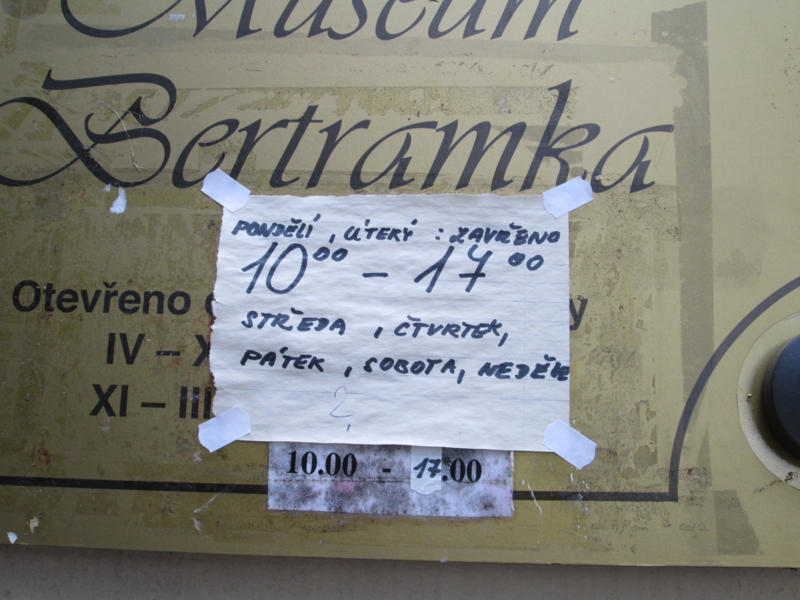 Museum
Bertramka
PONDĚLÍ, ÚTERÝ : ZAVŘENO
10⁰⁰ – 17⁰⁰
Otevřeno
STŘEDA, ČTVRTEK,
IV –
PÁTEK, SOBOTA, NEDĚLE
XI – III
2,
10.00 - 17.00